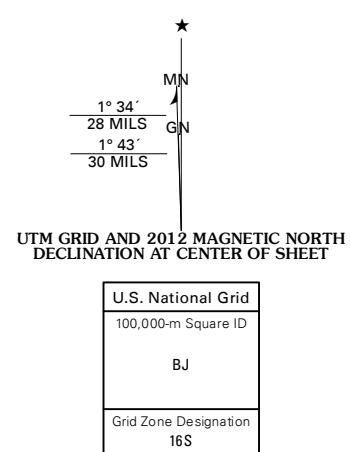 ★
MN
1° 34´
28 MILS
GN
1° 43´
30 MILS
UTM GRID AND 2012 MAGNETIC NORTH
DECLINATION AT CENTER OF SHEET
U.S. National Grid
100,000-m Square ID
BJ
Grid Zone Designation
16S